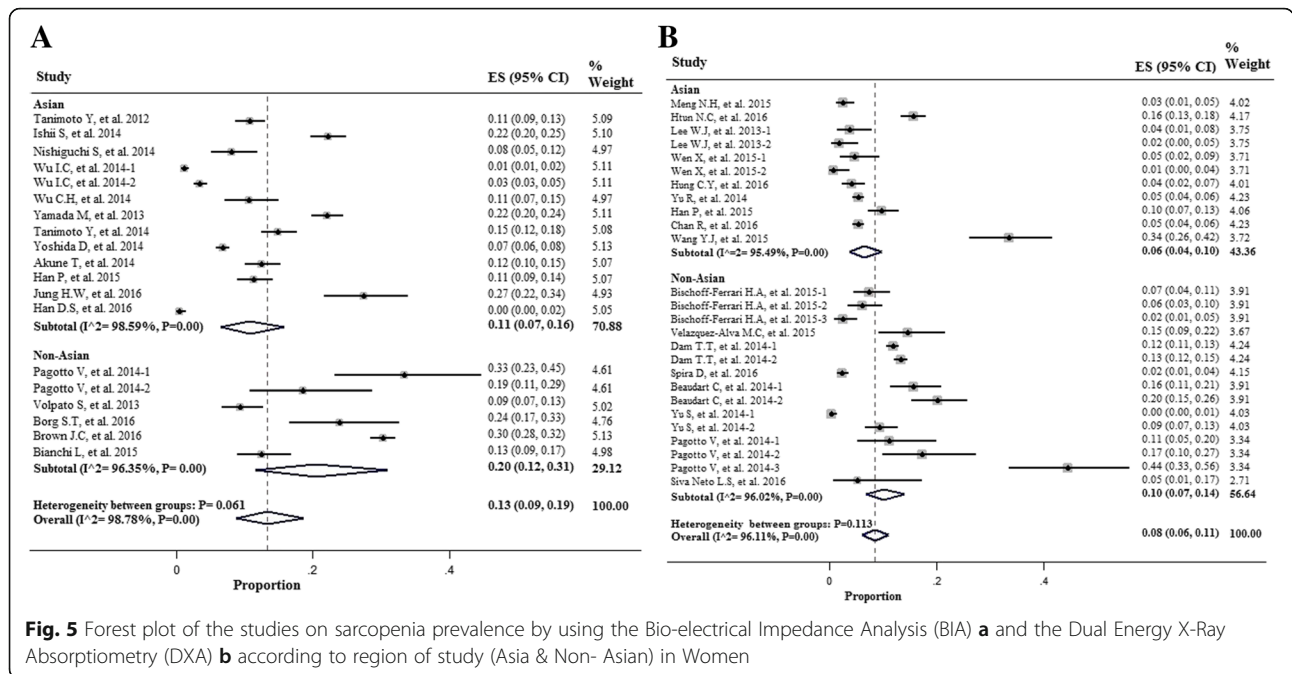 A
%
Study ES (95% CI) Weight
Asian
Tanimoto Y, et al. 2012 0.11 (0.09, 0.13) 5.09
Ishii S, et al. 2014 0.22 (0.20, 0.25) 5.10
Nishiguchi S, et al. 2014 0.08 (0.05, 0.12) 4.97
Wu I.C, et al. 2014-1 0.01 (0.01, 0.02) 5.11
Wu I.C, et al. 2014-2 0.03 (0.03, 0.05) 5.11
Wu C.H, et al. 2014 0.11 (0.07, 0.15) 4.97
Yamada M, et al. 2013 0.22 (0.20, 0.24) 5.11
Tanimoto Y, et al. 2014 0.15 (0.12, 0.18) 5.08
Yoshida D, et al. 2014 0.07 (0.06, 0.08) 5.13
Akune T, et al. 2014 0.12 (0.10, 0.15) 5.07
Han P, et al. 2015 0.11 (0.09, 0.14) 5.07
Jung H.W, et al. 2016 0.27 (0.22, 0.34) 4.93
Han D.S, et al. 2016 0.00 (0.00, 0.02) 5.05
Subtotal (I^2= 98.59%, P=0.00) 0.11 (0.07, 0.16) 70.88
Non-Asian
Pagotto V, et al. 2014-1 0.33 (0.23, 0.45) 4.61
Pagotto V, et al. 2014-2 0.19 (0.11, 0.29) 4.61
Volpato S, et al. 2013 0.09 (0.07, 0.13) 5.02
Borg S.T, et al. 2016 0.24 (0.17, 0.33) 4.76
Brown J.C, et al. 2016 0.30 (0.28, 0.32) 5.13
Bianchi L, et al. 2015 0.13 (0.09, 0.17) 4.98
Subtotal (I^2= 96.35%, P= 0.00) 0.20 (0.12, 0.31) 29.12
Heterogeneity between groups: P= 0.061 0.13 (0.09, 0.19) 100.00
Overall (I^2= 98.78%, P=0.00)
0 .2 .4
Proportion
B
%
Study ES (95% CI) Weight
Asian
Meng N.H, et al. 2015 0.03 (0.01, 0.05) 4.02
Htun N.C, et al. 2016 0.16 (0.13, 0.18) 4.17
Lee W.J, et al. 2013-1 0.04 (0.01, 0.08) 3.75
Lee W.J, et al. 2013-2 0.02 (0.00, 0.05) 3.75
Wen X, et al. 2015-1 0.05 (0.02, 0.09) 3.71
Wen X, et al. 2015-2 0.01 (0.00, 0.04) 3.71
Hung C.Y, et al. 2016 0.04 (0.02, 0.07) 4.01
Yu R, et al. 2014 0.05 (0.04, 0.06) 4.23
Han P, et al. 2015 0.10 (0.07, 0.13) 4.06
Chan R, et al. 2016 0.05 (0.04, 0.06) 4.23
Wang Y.J, et al. 2015 0.34 (0.26, 0.42) 3.72
Subtotal (I^=2= 95.49%, P=0.00) 0.06 (0.04, 0.10) 43.36
Non-Asian
Bischoff-Ferrari H.A, et al. 2015-1 0.07 (0.04, 0.11) 3.91
Bischoff-Ferrari H.A, et al. 2015-2 0.06 (0.03, 0.10) 3.91
Bischoff-Ferrari H.A, et al. 2015-3 0.02 (0.01, 0.05) 3.91
Velazquez-Alva M.C, et al. 2015 0.15 (0.09, 0.22) 3.67
Dam T.T, et al. 2014-1 0.12 (0.11, 0.13) 4.24
Dam T.T, et al. 2014-2 0.13 (0.12, 0.15) 4.24
Spira D, et al. 2016 0.02 (0.01, 0.04) 4.15
Beaudart C, et al. 2014-1 0.16 (0.11, 0.21) 3.91
Beaudart C, et al. 2014-2 0.20 (0.15, 0.26) 3.91
Yu S, et al. 2014-1 0.00 (0.00, 0.01) 4.03
Yu S, et al. 2014-2 0.09 (0.07, 0.13) 4.03
Pagotto V, et al. 2014-1 0.11 (0.05, 0.20) 3.34
Pagotto V, et al. 2014-2 0.17 (0.10, 0.27) 3.34
Pagotto V, et al. 2014-3 0.44 (0.33, 0.56) 3.34
Siva Neto L.S, et al. 2016 0.05 (0.01, 0.17) 2.71
Subtotal (I^2= 96.02%, P=0.00) 0.10 (0.07, 0.14) 56.64
Heterogeneity between groups: P=0.113
Overall (I^2= 96.11%, P=0.00) 0.08 (0.06, 0.11) 100.00
0 .2 .4
Proportion
Fig. 5 Forest plot of the studies on sarcopenia prevalence by using the Bio-electrical Impedance Analysis (BIA) a and the Dual Energy X-Ray
Absorptiometry (DXA) b according to region of study (Asia & Non- Asian) in Women